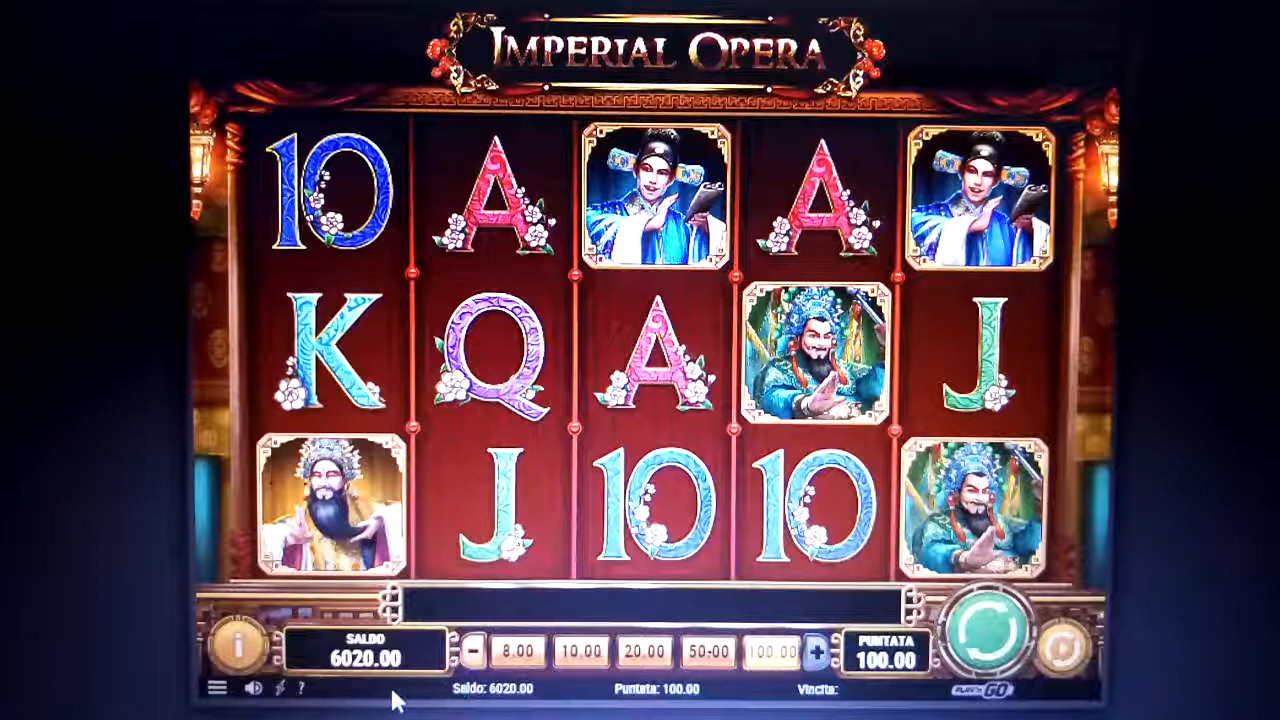 IMPERIAL OPERA
10 A A
K Q A J
J 10 10
SALDO
6020.00
- 8.00 10.00 20.00 50.00 100.00 +
PUNTATA
100.00
Saldo: 6020.00 Puntata: 100.00 Vincita:
PLAY'N GO
?